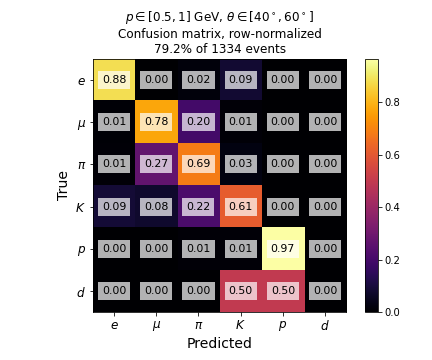 p ∈ [0.5, 1] GeV, θ ∈ [40°, 60°]
Confusion matrix, row-normalized
79.2% of 1334 events
True
e 0.88 0.00 0.02 0.09 0.00 0.00
μ 0.01 0.78 0.20 0.01 0.00 0.00
π 0.01 0.27 0.69 0.03 0.00 0.00
K 0.09 0.08 0.22 0.61 0.00 0.00
p 0.00 0.00 0.01 0.01 0.97 0.00
d 0.00 0.00 0.00 0.50 0.50 0.00
e μ π K p d
Predicted
0.8
0.6
0.4
0.2
0.0